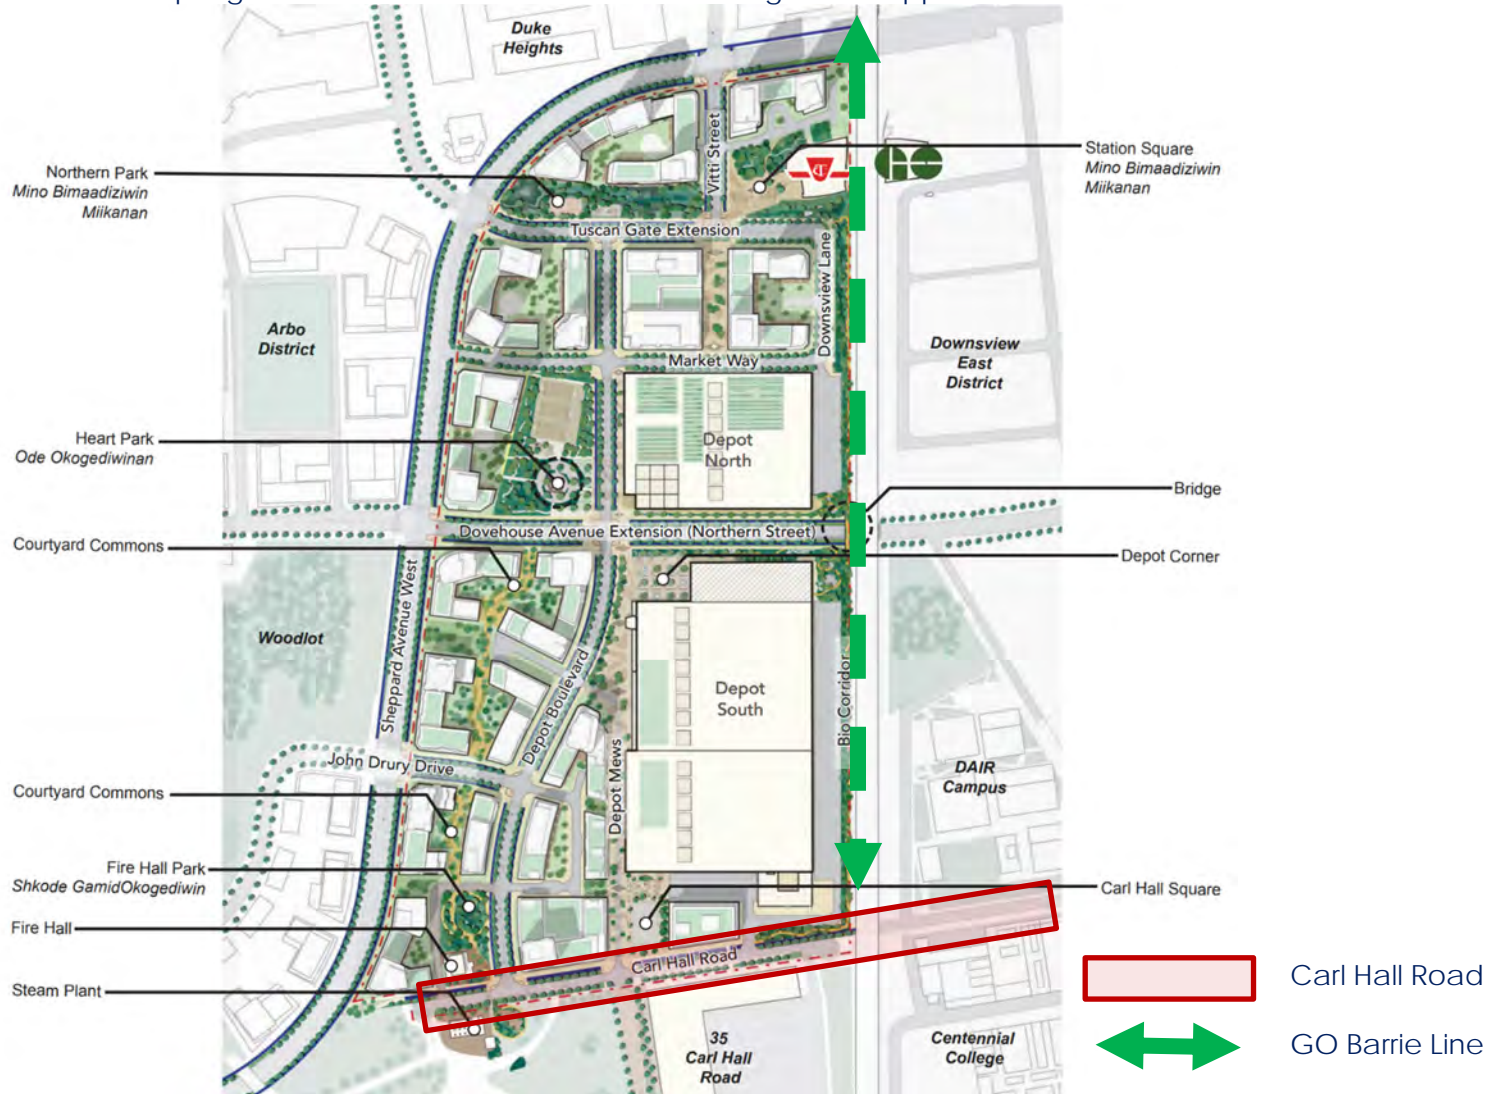 Duke
Heights
Northern Park
Mino Bimaadiziwin
Miikanan
Vitti Street
Station Square
Mino Bimaadiziwin
Miikanan
GO
Tuscan Gate Extension
Downsview Lane
Arbo
District
Market Way
Downsview
East
District
Heart Park
Ode Okogediwinan
Depot
North
Bridge
Dovehouse Avenue Extension (Northern Street)
Courtyard Commons
Depot Corner
Sheppard Avenue West
Woodlot
Depot Boulevard
Depot
South
Bio Corridor
John Drury Drive
Depot Mews
DAIR
Campus
Courtyard Commons
Fire Hall Park
Shkode GamidOkogediwin
Carl Hall Square
Fire Hall
Carl Hall Road
Steam Plant
35
Carl Hall
Road
Centennial
College
Carl Hall Road
GO Barrie Line